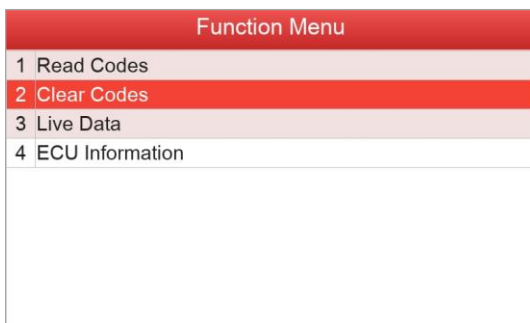 Function Menu
1 Read Codes
2 Clear Codes
3 Live Data
4 ECU Information